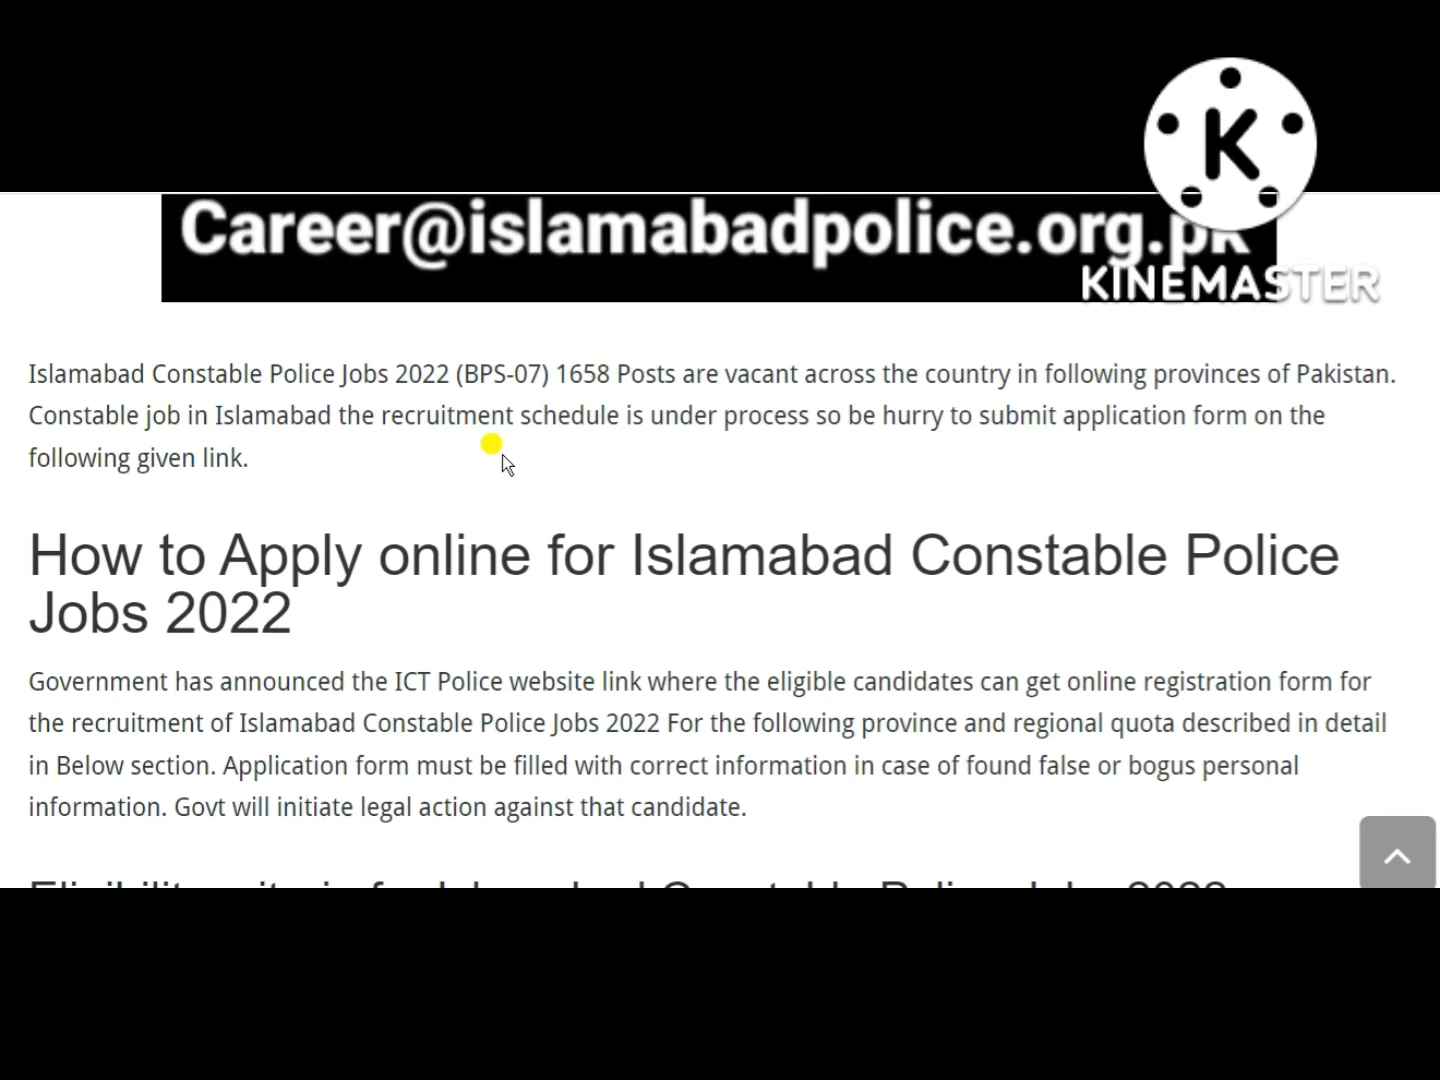 K
Career@islamabadpolice.org.pk
KINEMASTER
Islamabad Constable Police Jobs 2022 (BPS-07) 1658 Posts are vacant across the country in following provinces of Pakistan.
Constable job in Islamabad the recruitment schedule is under process so be hurry to submit application form on the
following given link.
How to Apply online for Islamabad Constable Police
Jobs 2022
Government has announced the ICT Police website link where the eligible candidates can get online registration form for
the recruitment of Islamabad Constable Police Jobs 2022 For the following province and regional quota described in detail
in Below section. Application form must be filled with correct information in case of found false or bogus personal
information. Govt will initiate legal action against that candidate.